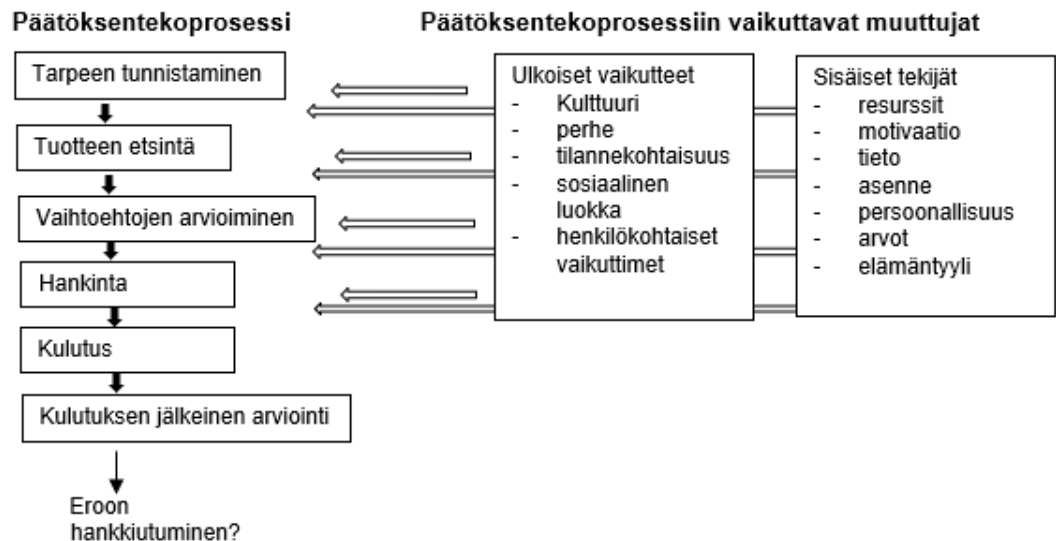 Päätöksentekoprosessi
Tarpeen tunnistaminen
Tuotteen etsintä
Vaihtoehtojen arvioiminen
Hankinta
Kulutus
Kulutuksen jälkeinen arviointi
Eroon
hankkiutuminen?
Päätöksentekoprosessiin vaikuttavat muuttujat
Ulkoiset vaikutteet
- Kulttuuri
- perhe
- tilannekohtaisuus
- sosiaalinen
luokka
- henkilökohtaiset
vaikuttimet
Sisäiset tekijät
- resurssit
- motivaatio
- tieto
- asenne
- persoonallisuus
- arvot
- elämäntyyli